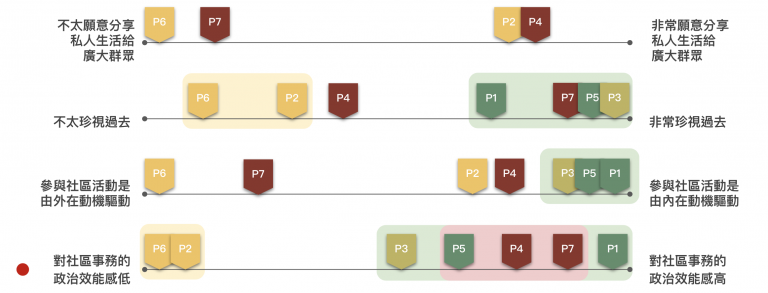 不太願意分享
私人生活給
廣大群眾
P6
P7
P2
P4
非常願意分享
私人生活給
廣大群眾
不太珍視過去
P6
P2
P4
P1
P7
P5
P3
非常珍視過去
參與社區活動是
由外在動機驅動
P6
P7
P2
P4
P3
P5
P1
參與社區活動是
由內在動機驅動
對社區事務的
政治效能感低
P6
P2
P3
P5
P4
P7
P1
對社區事務的
政治效能感高